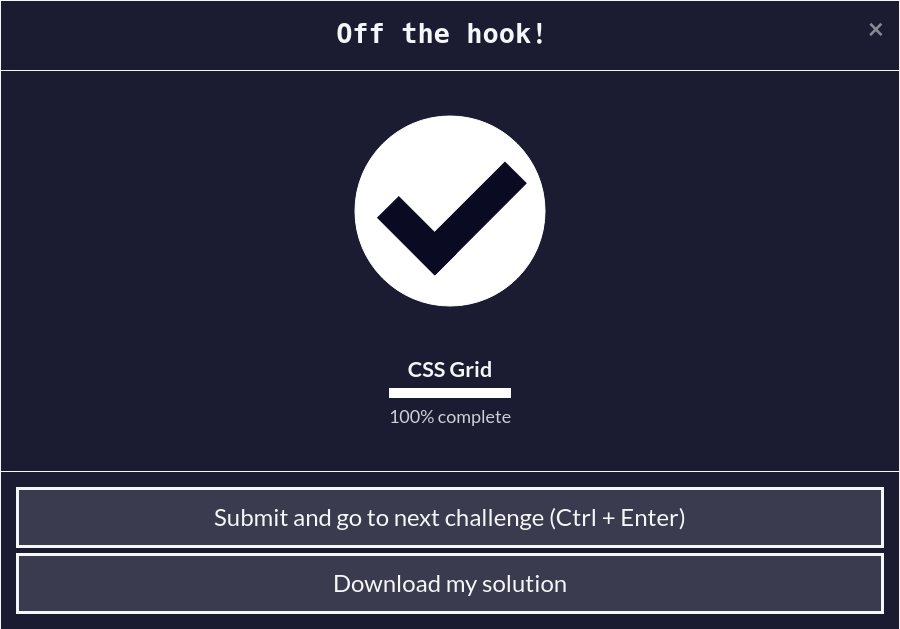 Off the hook!
×
CSS Grid
100% complete
Submit and go to next challenge (Ctrl + Enter)
Download my solution